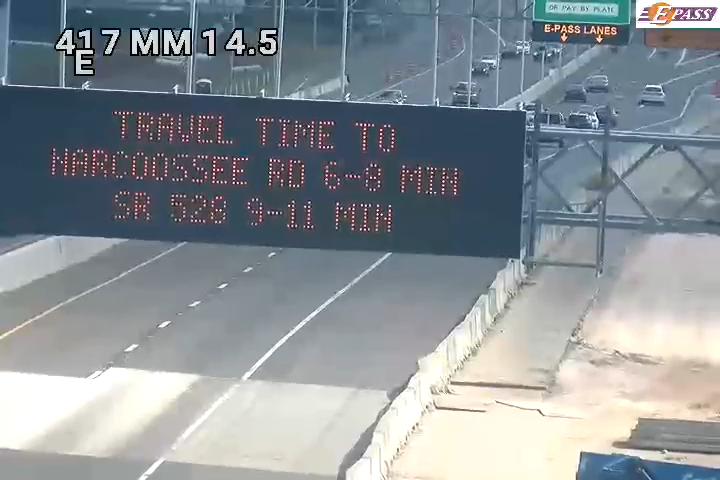 417 MM 14.5
E
OR PAY BY PLATE
E-PASS LANES
E-PASS
TRAVEL TIME TO
NARCOOSSEE RD 6-8 MIN
SR 528 9-11 MIN